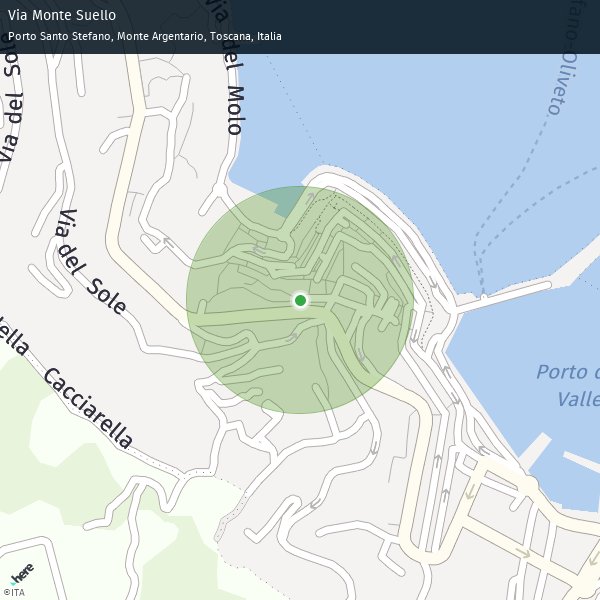 Via Monte Suello
Porto Santo Stefano, Monte Argentario, Toscana, Italia
Via del Molo
fano-Oliveto
Via del Sole
Via del Sole
ella Cacciarella
Porto d
Valle
here
©ITA